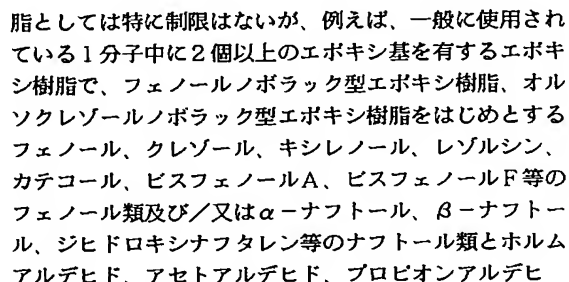 脂としては特に制限はないが、例えば、一般に使用され
ている1分子中に2個以上のエポキシ基を有するエポキ
シ樹脂で、フェノールノボラック型エポキシ樹脂、オル
ソクレゾールノボラック型エポキシ樹脂をはじめとする
フェノール、クレゾール、キシレノール、レゾルシン、
カテコール、ビスフェノールA、ビスフェノールF等の
フェノール類及び/又はα-ナフトール、β-ナフトー
ル、ジヒドロキシナフタレン等のナフトール類とホルム
アルデヒド、アセトアルデヒド、プロピオンアルデヒ